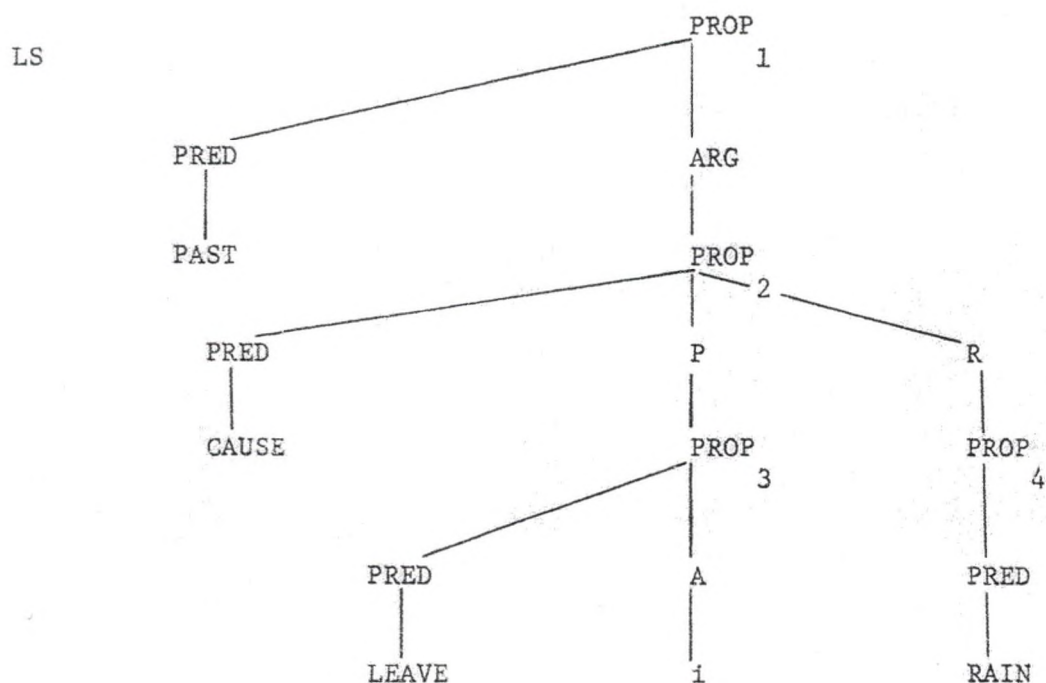 PROP
LS 1
PRED ARG
PAST PROP
2
PRED P R
CAUSE PROP PROP
3 4
PRED A PRED
LEAVE i RAIN